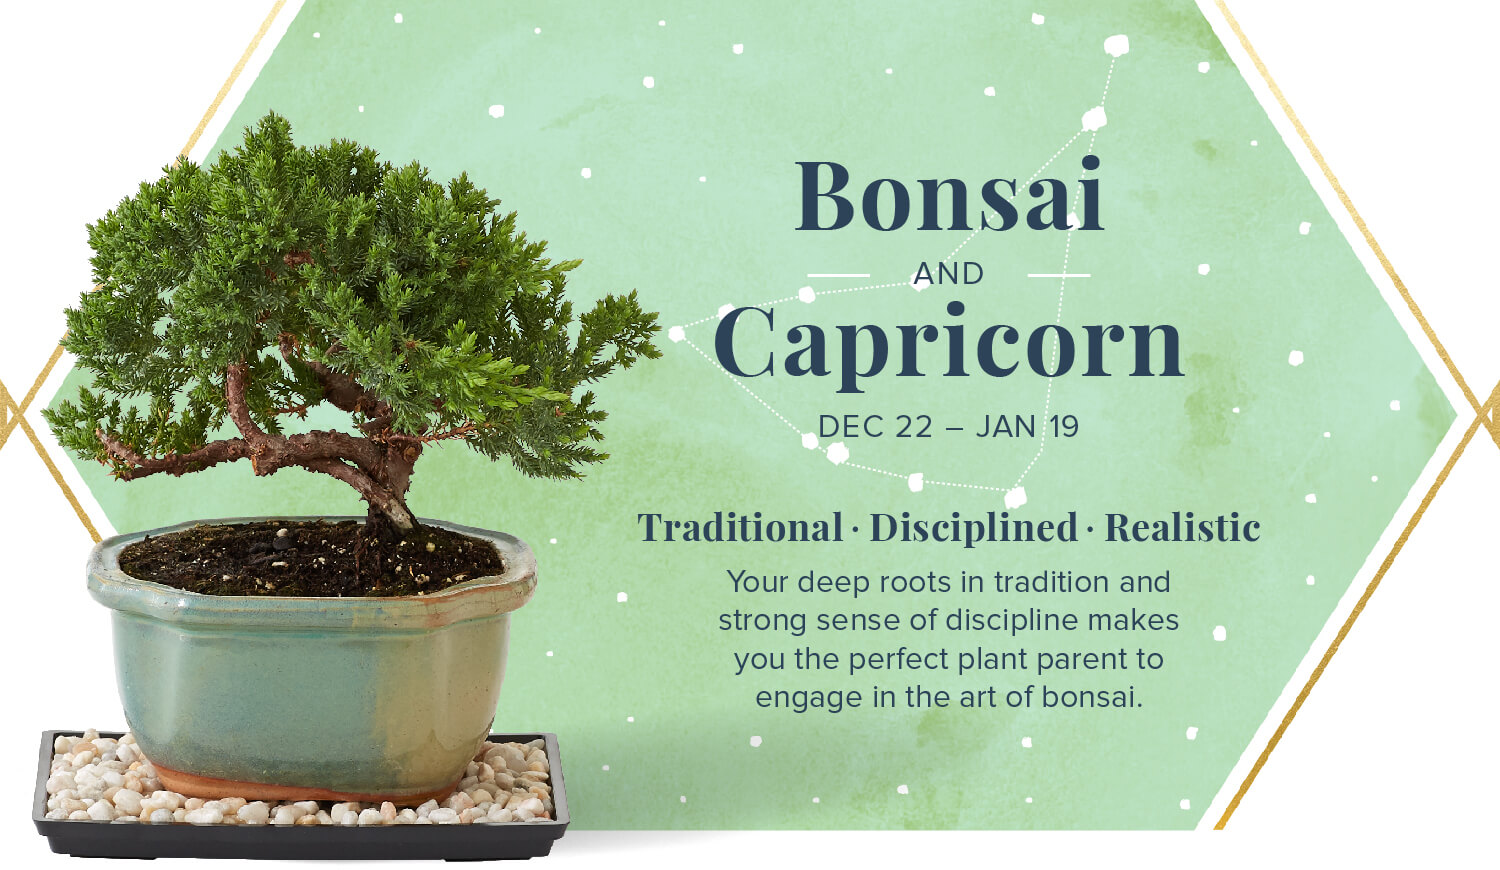 Bonsai
AND
Capricorn
DEC 22 – JAN 19
Traditional · Disciplined · Realistic
Your deep roots in tradition and
strong sense of discipline makes
you the perfect plant parent to
engage in the art of bonsai.